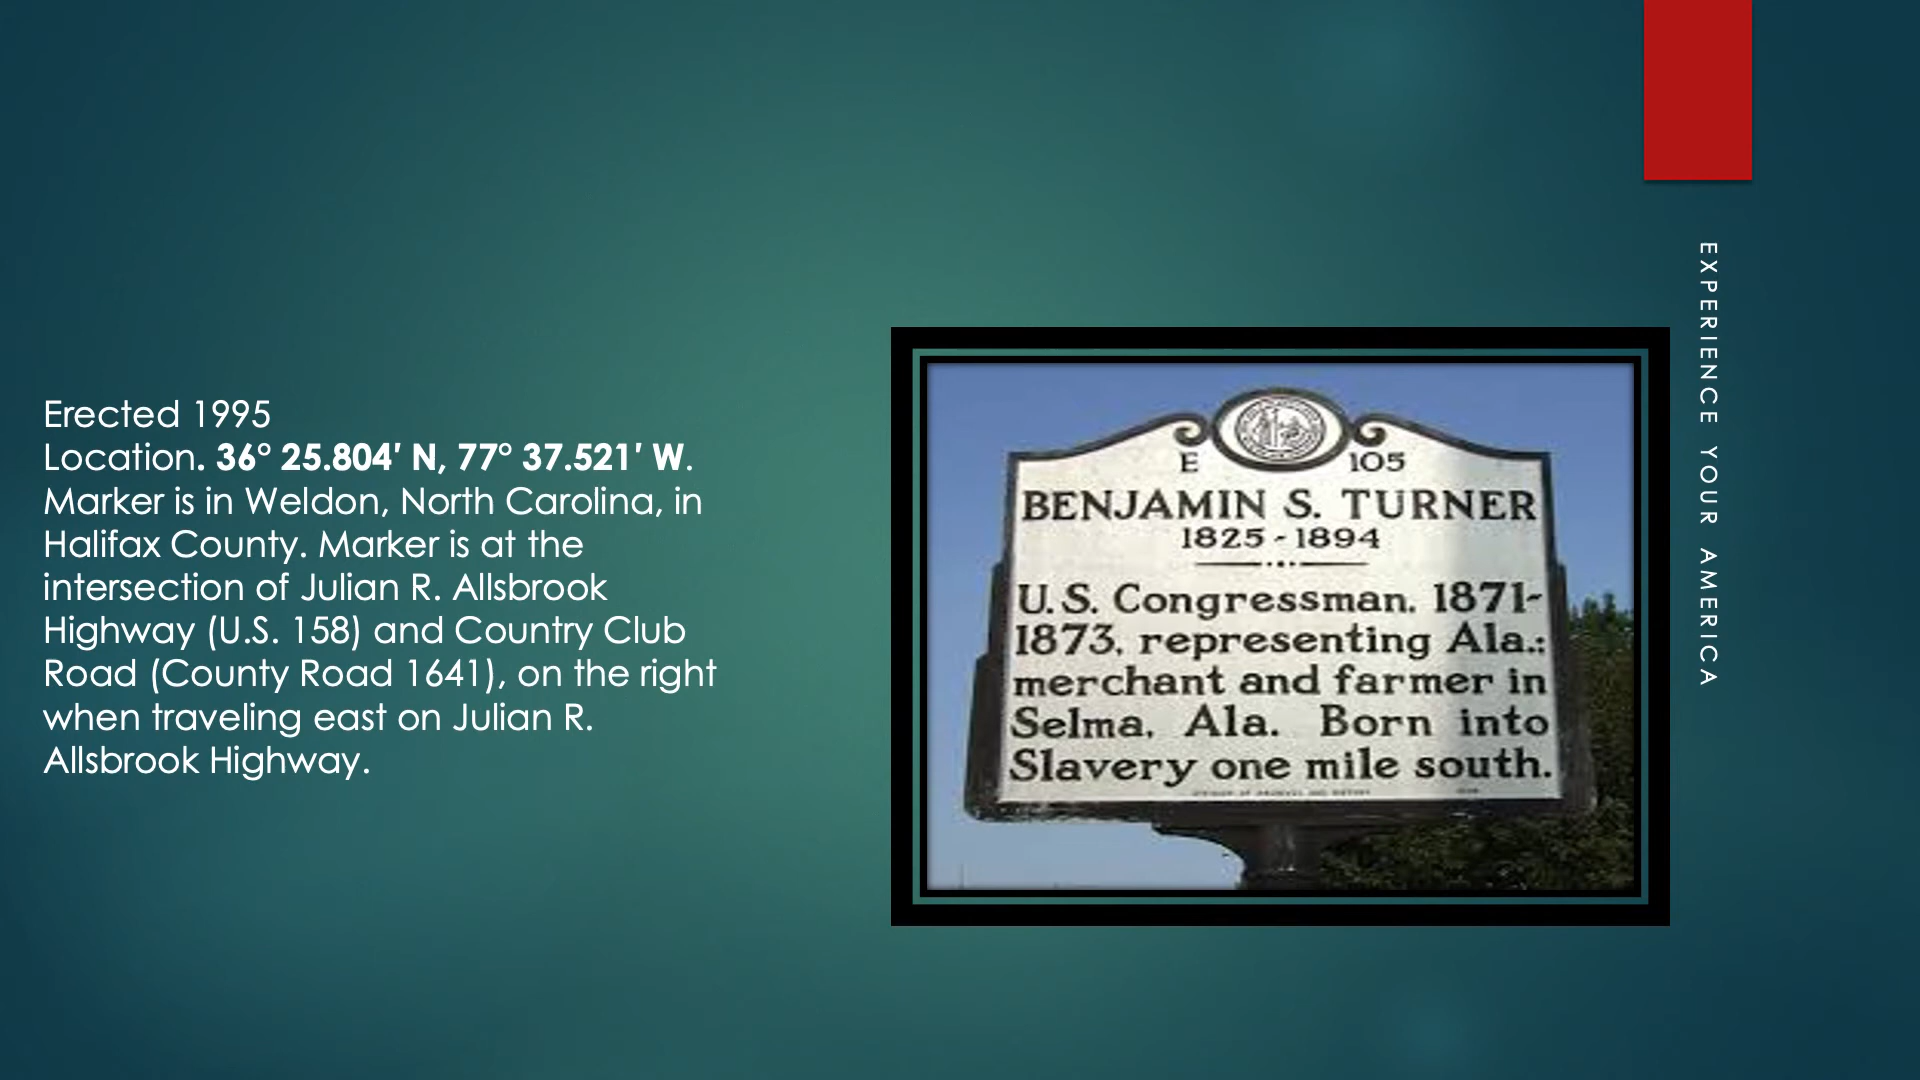 Erected 1995
Location. 36° 25.804′ N, 77° 37.521′ W.
Marker is in Weldon, North Carolina, in
Halifax County. Marker is at the
intersection of Julian R. Allsbrook
Highway (U.S. 158) and Country Club
Road (County Road 1641), on the right
when traveling east on Julian R.
Allsbrook Highway.
E 105
BENJAMIN S. TURNER
1825 - 1894
U.S. Congressman, 1871-
1873, representing Ala.;
merchant and farmer in
Selma, Ala. Born into
Slavery one mile south.
EXPERIENCE YOUR AMERICA